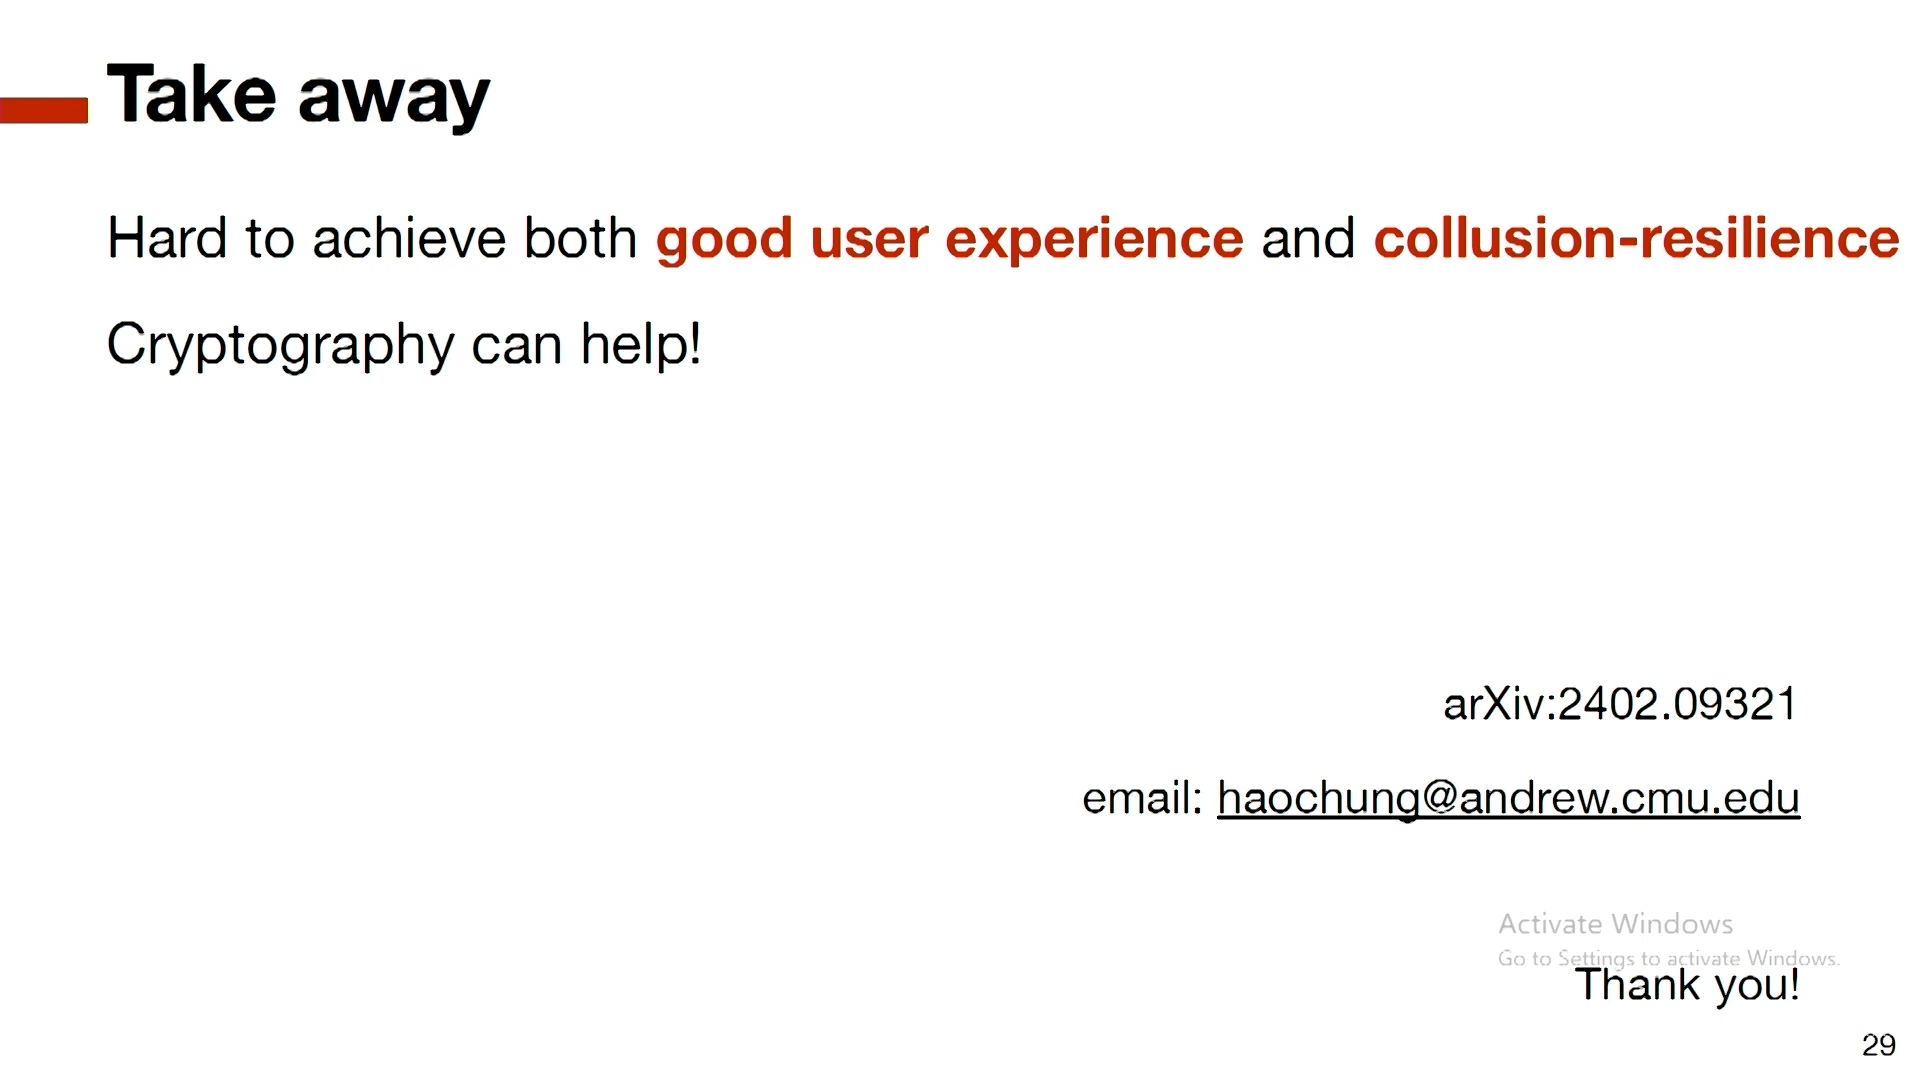 Take away
Hard to achieve both good user experience and collusion-resilience
Cryptography can help!
arXiv:2402.09321
email: haochung@andrew.cmu.edu
Activate Windows
Go to Settings to activate Windows.
Thank you!
29